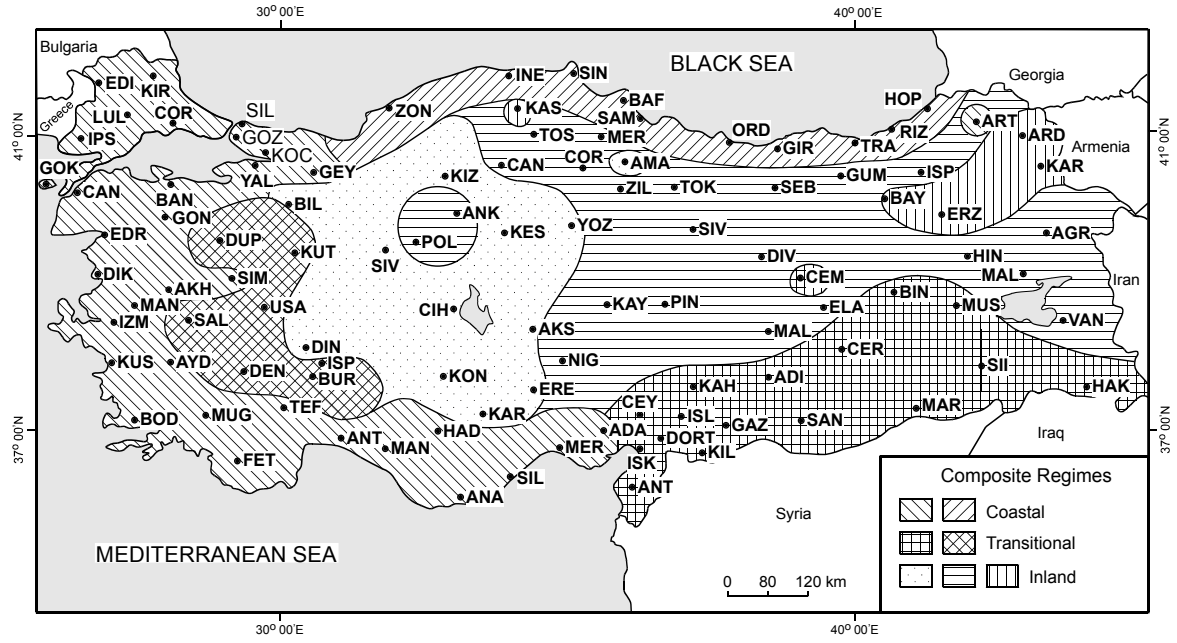 30° 00'E
40° 00'E
Bulgaria
BLACK SEA
Georgia
EDI
KIR
INE
SIN
BAF
HOP
LUL
COR
SIL
ZON
KAS
SAM
ART
Greece
IPS
GOZ
TOS
MER
ORD
RIZ
ARD
41° 00'N
41° 00'N
KOC
COR
AMA
GIR
TRA
Armenia
GOK
YAL
GEY
CAN
KAR
CAN
BAN
KIZ
ZIL
TOK
SEB
GUM
ISP
GON
BIL
ANK
BAY
ERZ
EDR
DUP
POL
KES
YOZ
SIV
AGR
KUT
SIV
DIV
HIN
DIK
SIM
CEM
MAL
Iran
AKH
BIN
MAN
USA
CIH
KAY
PIN
ELA
MUS
IZM
SAL
AKS
MAL
VAN
KUS
AYD
DIN
ISP
NIG
CER
SII
DEN
BUR
KON
ERE
KAH
ADI
HAK
BOD
MUG
TEF
KAR
CEY
ISL
GAZ
SAN
MAR
37° 00'N
37° 00'N
ANT
HAD
ADA
DORT
Iraq
FET
MAN
MER
ISK
KIL
SIL
ANT
ANA
Syria
MEDITERRANEAN SEA
Composite Regimes
Coastal
Transitional
Inland
0 80 120 km
30° 00'E
40° 00'E